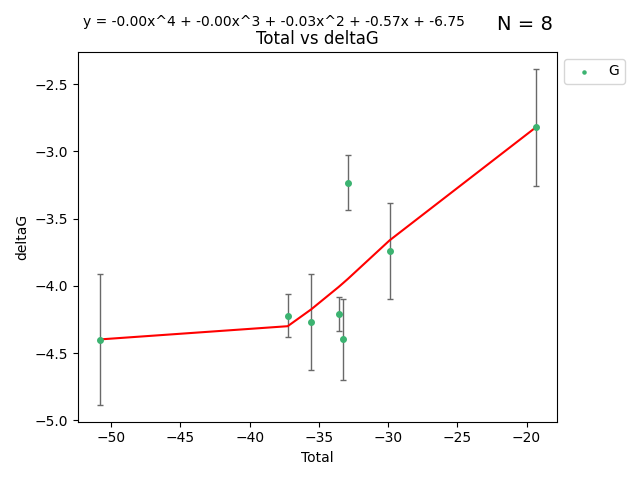 y = -0.00x^4 + -0.00x^3 + -0.03x^2 + -0.57x + -6.75
N = 8
Total vs deltaG
G
−2.5
−3.0
−3.5
−4.0
−4.5
−5.0
deltaG
−50 −45 −40 −35 −30 −25 −20
Total